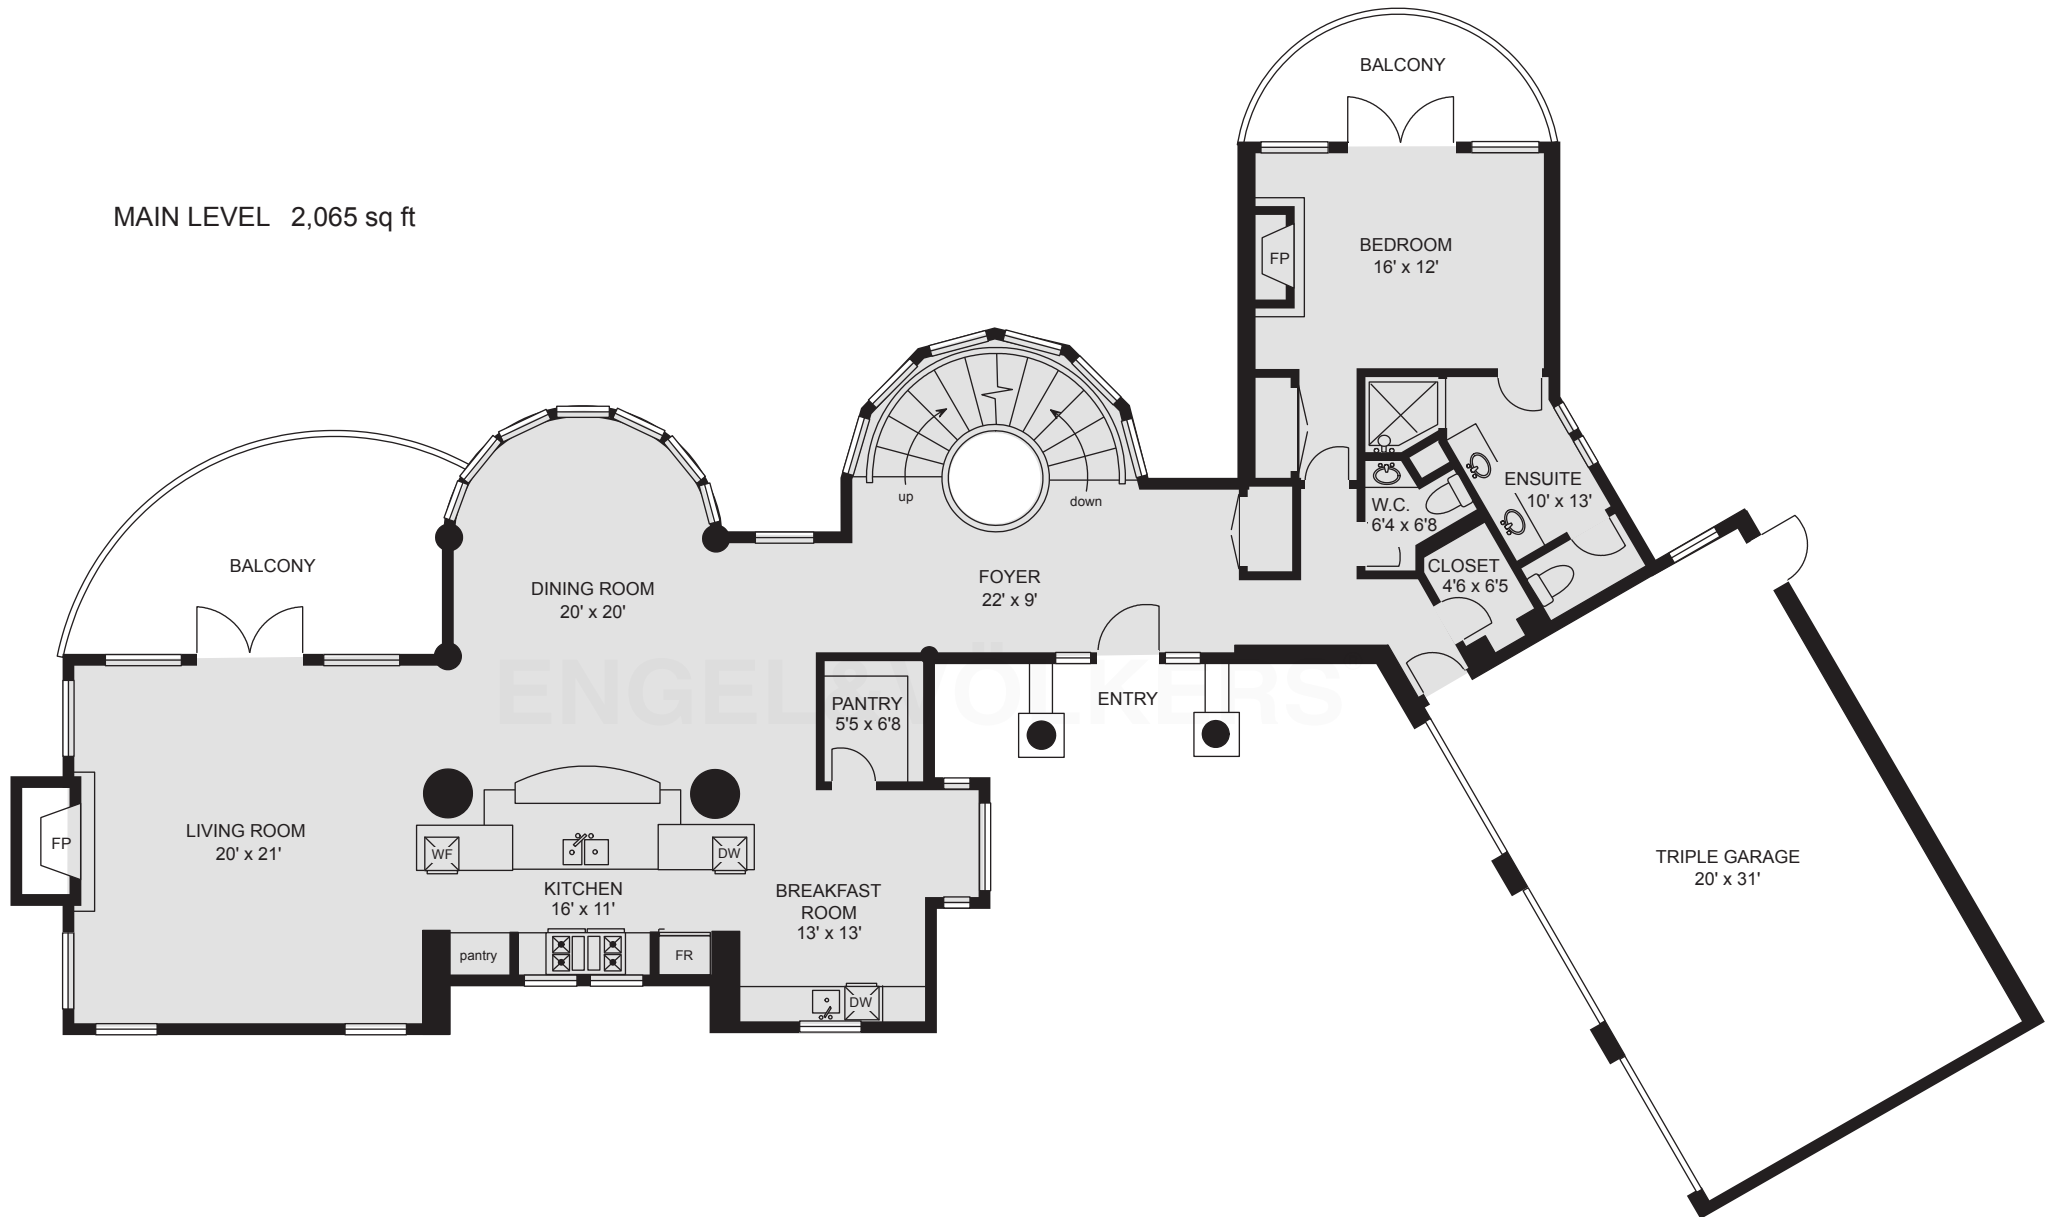 BALCONY
MAIN LEVEL 2,065 sq ft
BEDROOM
16' x 12'
FP
up
down
ENSUITE
10' x 13'
W.C.
6'4 x 6'8
BALCONY
CLOSET
4'6 x 6'5
DINING ROOM
20' x 20'
FOYER
22' x 9'
ENGEL & VÖLKERS
ENTRY
PANTRY
5'5 x 6'8
LIVING ROOM
20' x 21'
FP
WF
DW
KITCHEN
16' x 11'
BREAKFAST
ROOM
13' x 13'
TRIPLE GARAGE
20' x 31'
pantry
FR
DW